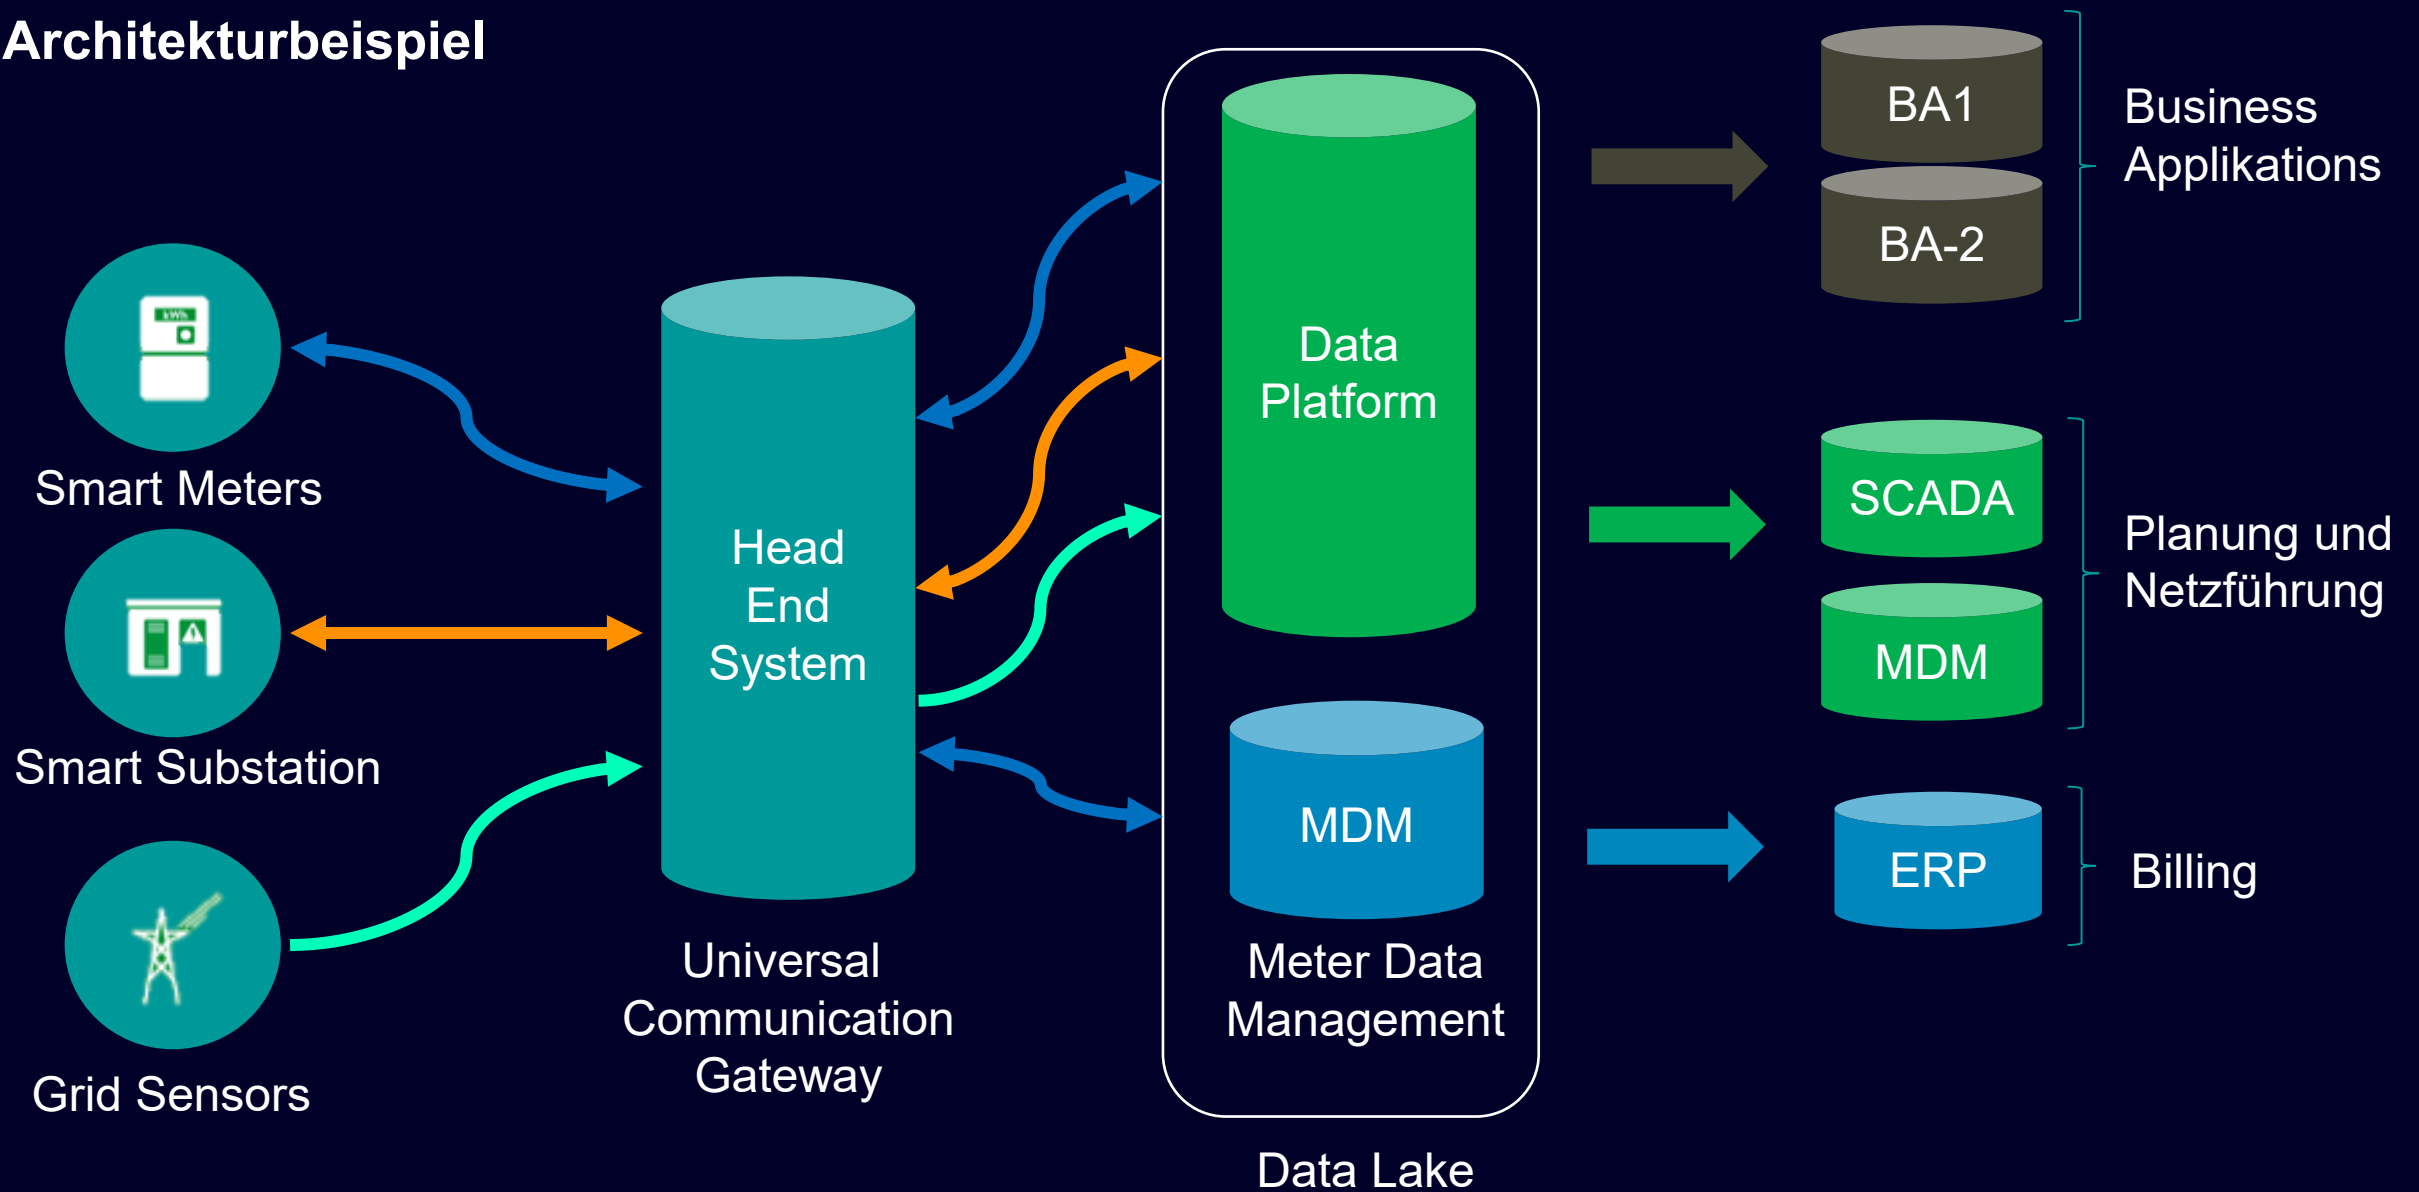 Architekturbeispiel
kWh
Smart Meters
Smart Substation
Grid Sensors
Head
End
System
Universal
Communication
Gateway
Data
Platform
MDM
Meter Data
Management
Data Lake
BA1
BA-2
Business
Applikations
SCADA
MDM
Planung und
Netzführung
ERP
Billing